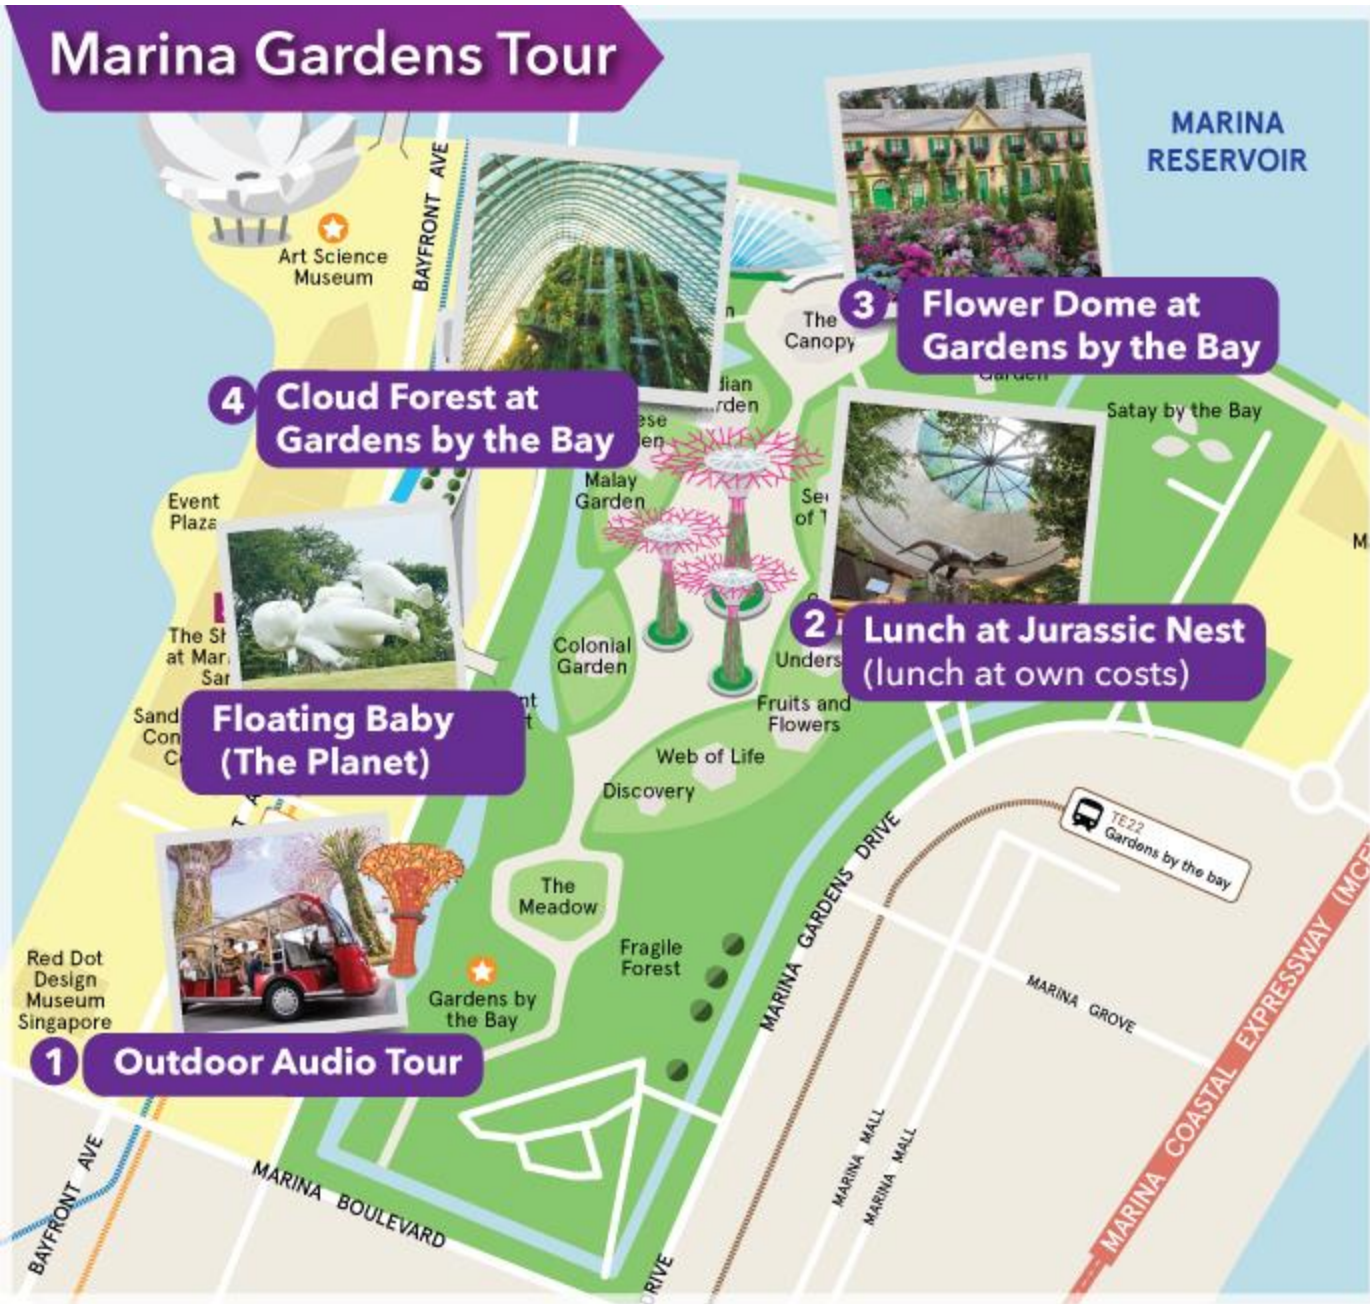 Marina Gardens Tour
MARINA
RESERVOIR
BAYFRONT AVE
Art Science
Museum
The
Canopy
3
Flower Dome at
Gardens by the Bay
Garden
4
Cloud Forest at
Gardens by the Bay
Satay by the Bay
Malay
Garden
Event
Plaza
2
Lunch at Jurassic Nest
(lunch at own costs)
The
at
Colonial
Garden
Fruits and
Flowers
Floating Baby
(The Planet)
Web of Life
Discovery
TE22
Gardens by the bay
MARINA GARDENS DRIVE
The
Meadow
Fragile
Forest
Red Dot
Design
Museum
Singapore
Gardens by
the Bay
MARINA GROVE
1
Outdoor Audio Tour
MARINA COASTAL EXPRESSWAY
MARINA MALL
MARINA MALL
BAYFRONT AVE
MARINA BOULEVARD